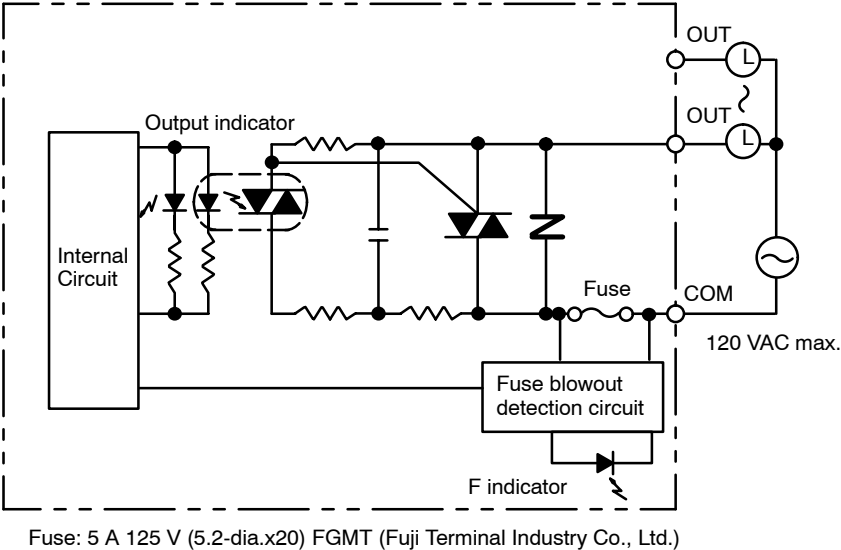 OUT
L
OUT
L
Output indicator
Internal
Circuit
Fuse
COM
120 VAC max.
Fuse blowout
detection circuit
F indicator
Fuse: 5 A 125 V (5.2-dia.x20) FGMT (Fuji Terminal Industry Co., Ltd.)